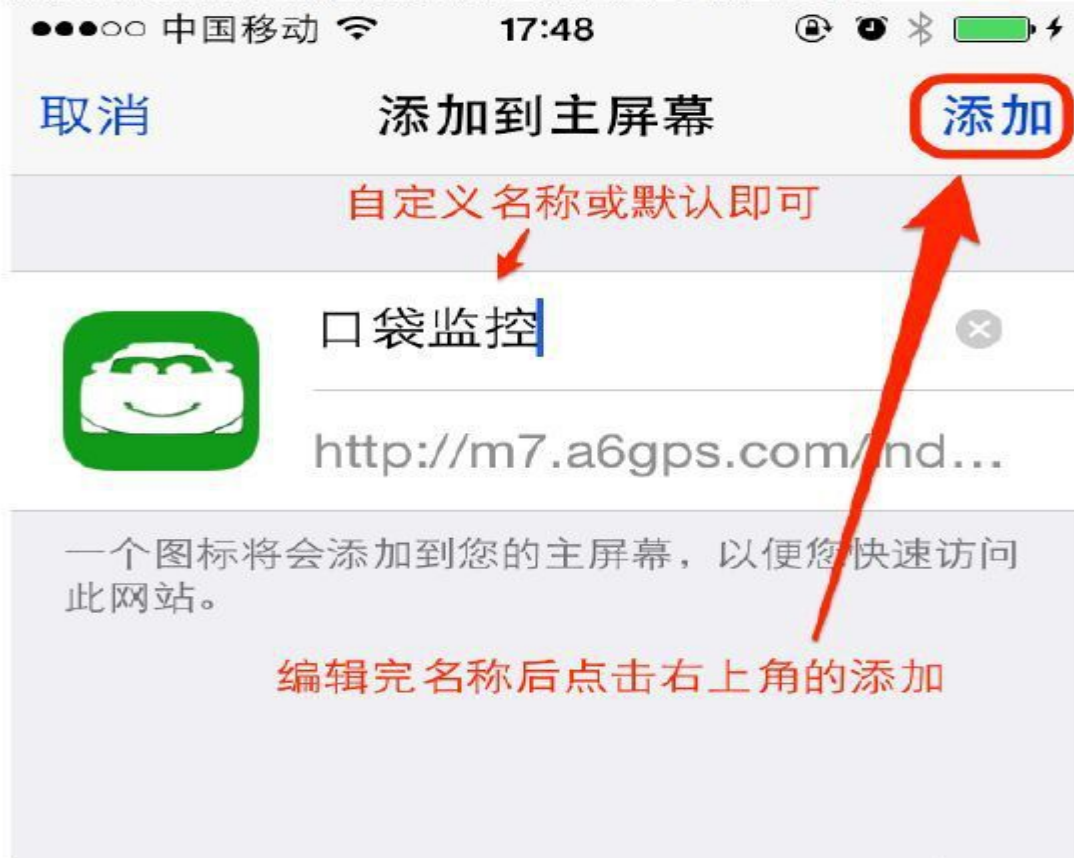 中国移动 17:48
取消 添加到主屏幕 添加
自定义名称或默认即可
口袋监控
http://m7.a6gps.com/ind...
一个图标将会添加到您的主屏幕，以便您快速访问
此网站。
编辑完名称后点击右上角的添加